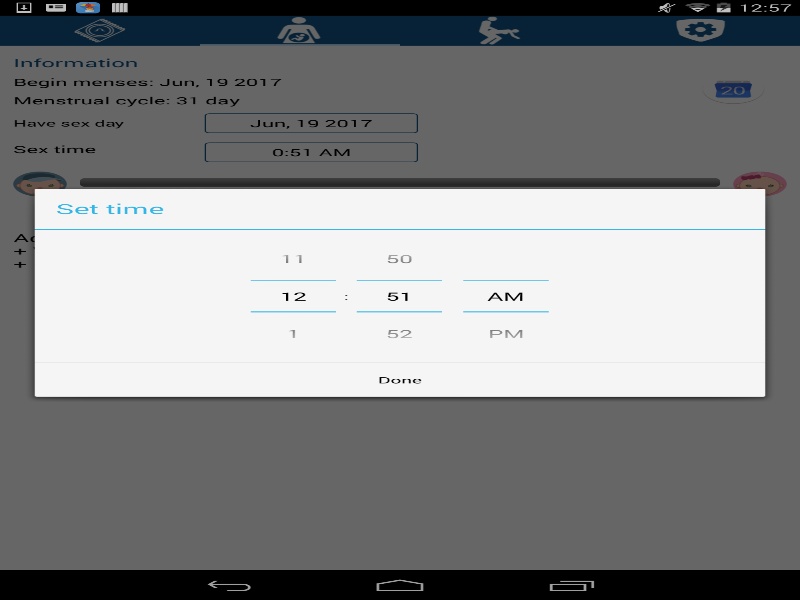 12:57
Information
Begin menses: Jun, 19 2017
Menstrual cycle: 31 day
20
Have sex day
Jun, 19 2017
Sex time
0:51 AM
Set time
11 50
12 : 51 AM
1 52 PM
Done